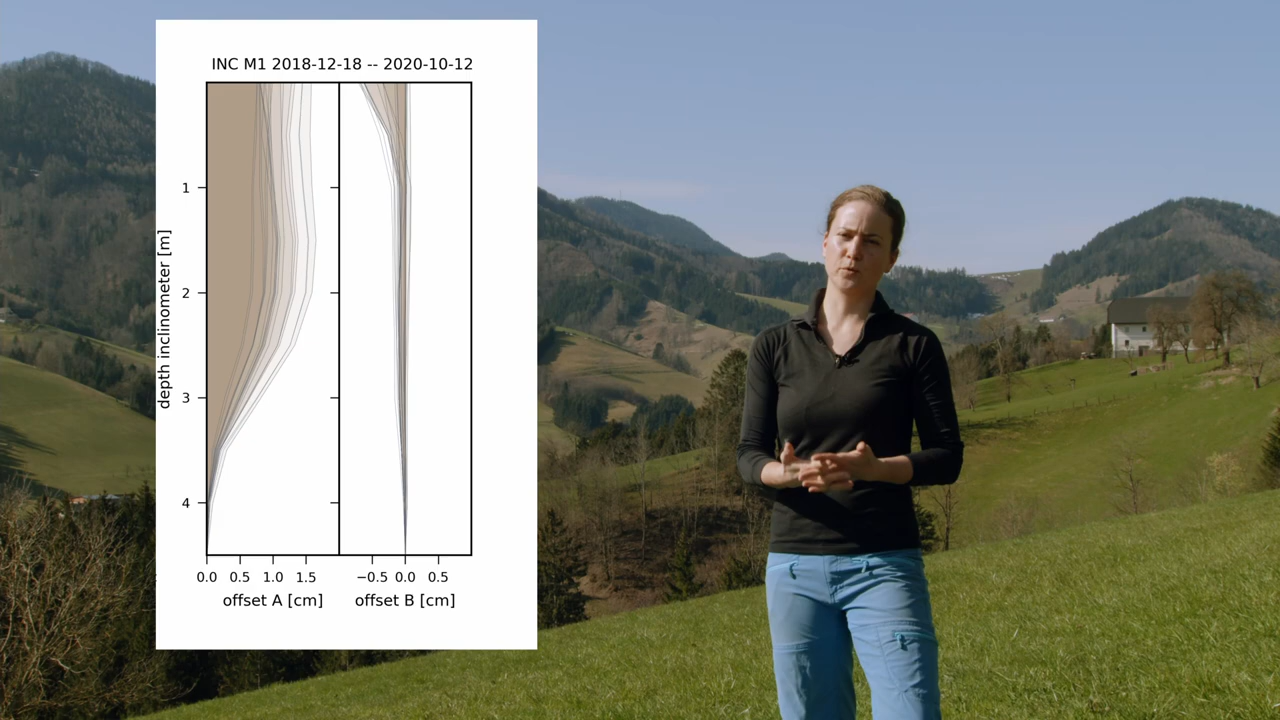 INC M1 2018-12-18 -- 2020-10-12
depth inclinometer [m]
1
2
3
4
0.0 0.5 1.0 1.5 −0.5 0.0 0.5
offset A [cm] offset B [cm]